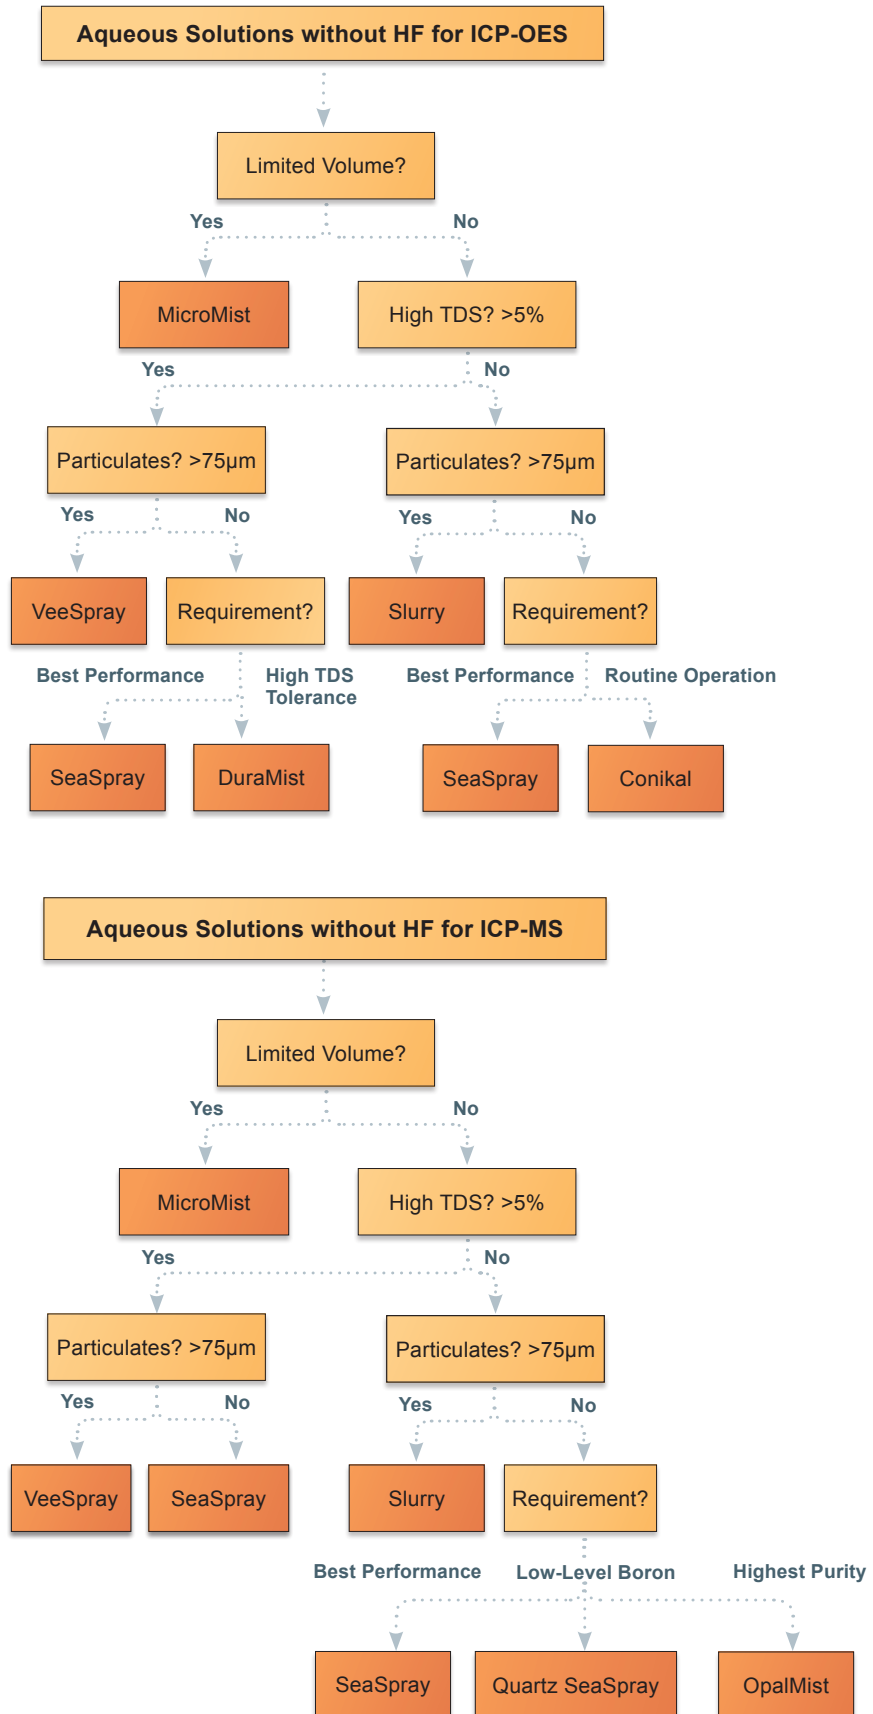 Aqueous Solutions without HF for ICP-OES
Limited Volume?
Yes
No
MicroMist
High TDS? >5%
Yes
No
Particulates? >75µm
Particulates? >75µm
Yes
No
Yes
No
VeeSpray
Requirement?
Slurry
Requirement?
Best Performance
High TDS
Tolerance
Best Performance
Routine Operation
SeaSpray
DuraMist
SeaSpray
Conikal
Aqueous Solutions without HF for ICP-MS
Limited Volume?
Yes
No
MicroMist
High TDS? >5%
Yes
No
Particulates? >75µm
Particulates? >75µm
Yes
No
Yes
No
VeeSpray
SeaSpray
Slurry
Requirement?
Best Performance
Low-Level Boron
Highest Purity
SeaSpray
Quartz SeaSpray
OpalMist